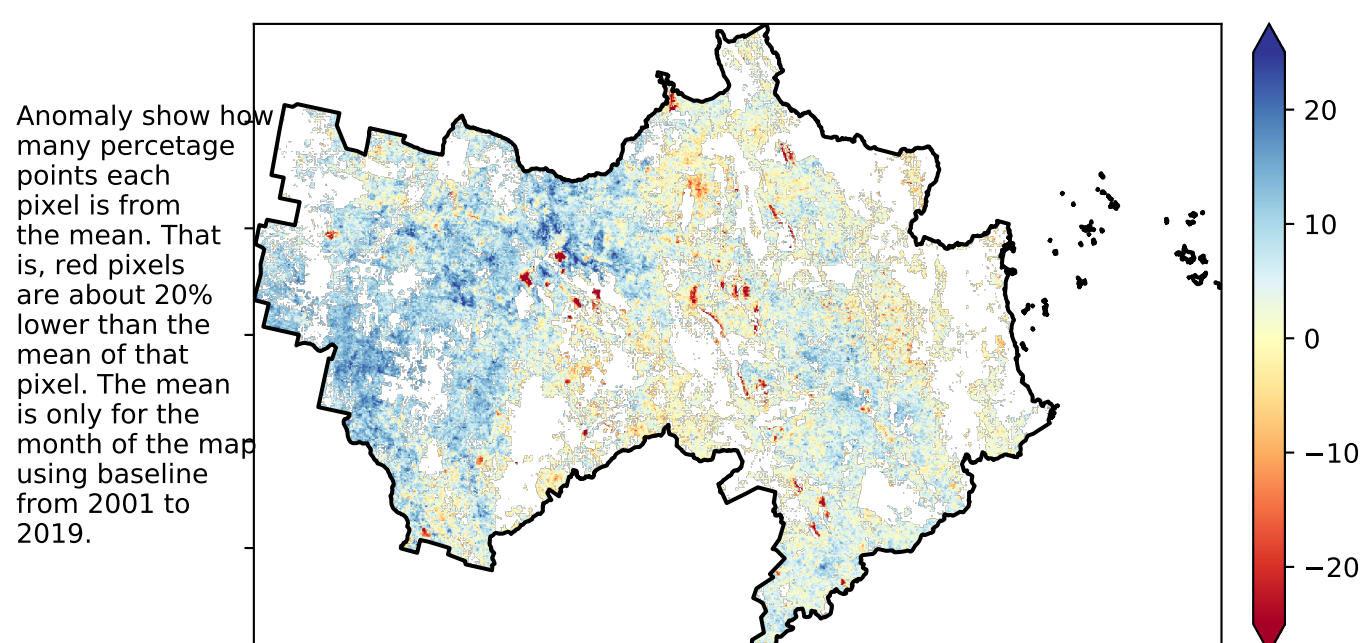 Anomaly show how
many percetage
points each
pixel is from
the mean. That
is, red pixels
are about 20%
lower than the
mean of that
pixel. The mean
is only for the
month of the map
using baseline
from 2001 to
2019.
20
10
0
−10
−20